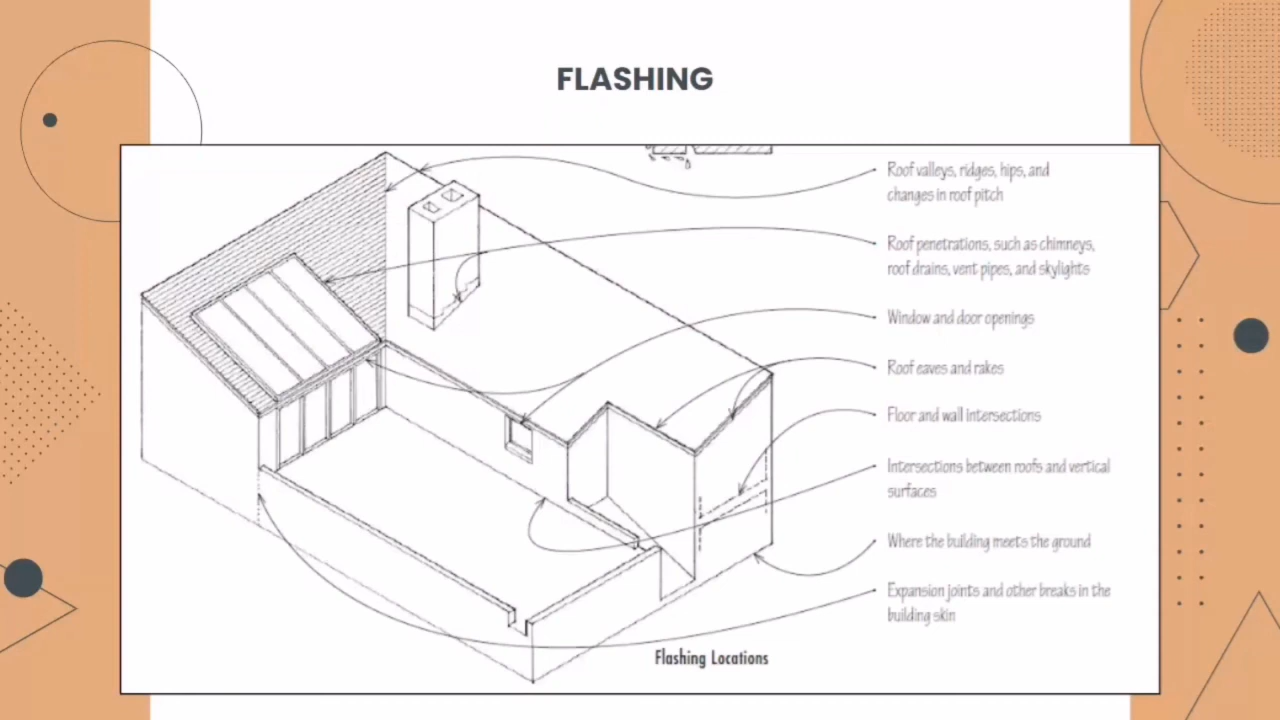 FLASHING
Roof valleys, ridges, hips, and
changes in roof pitch
Roof penetrations, such as chimneys,
roof drains, vent pipes, and skylights
Window and door openings
Roof eaves and rakes
Floor and wall intersections
Intersections between roofs and vertical
surfaces
Where the building meets the ground
Expansion joints and other breaks in the
building skin
Flashing Locations